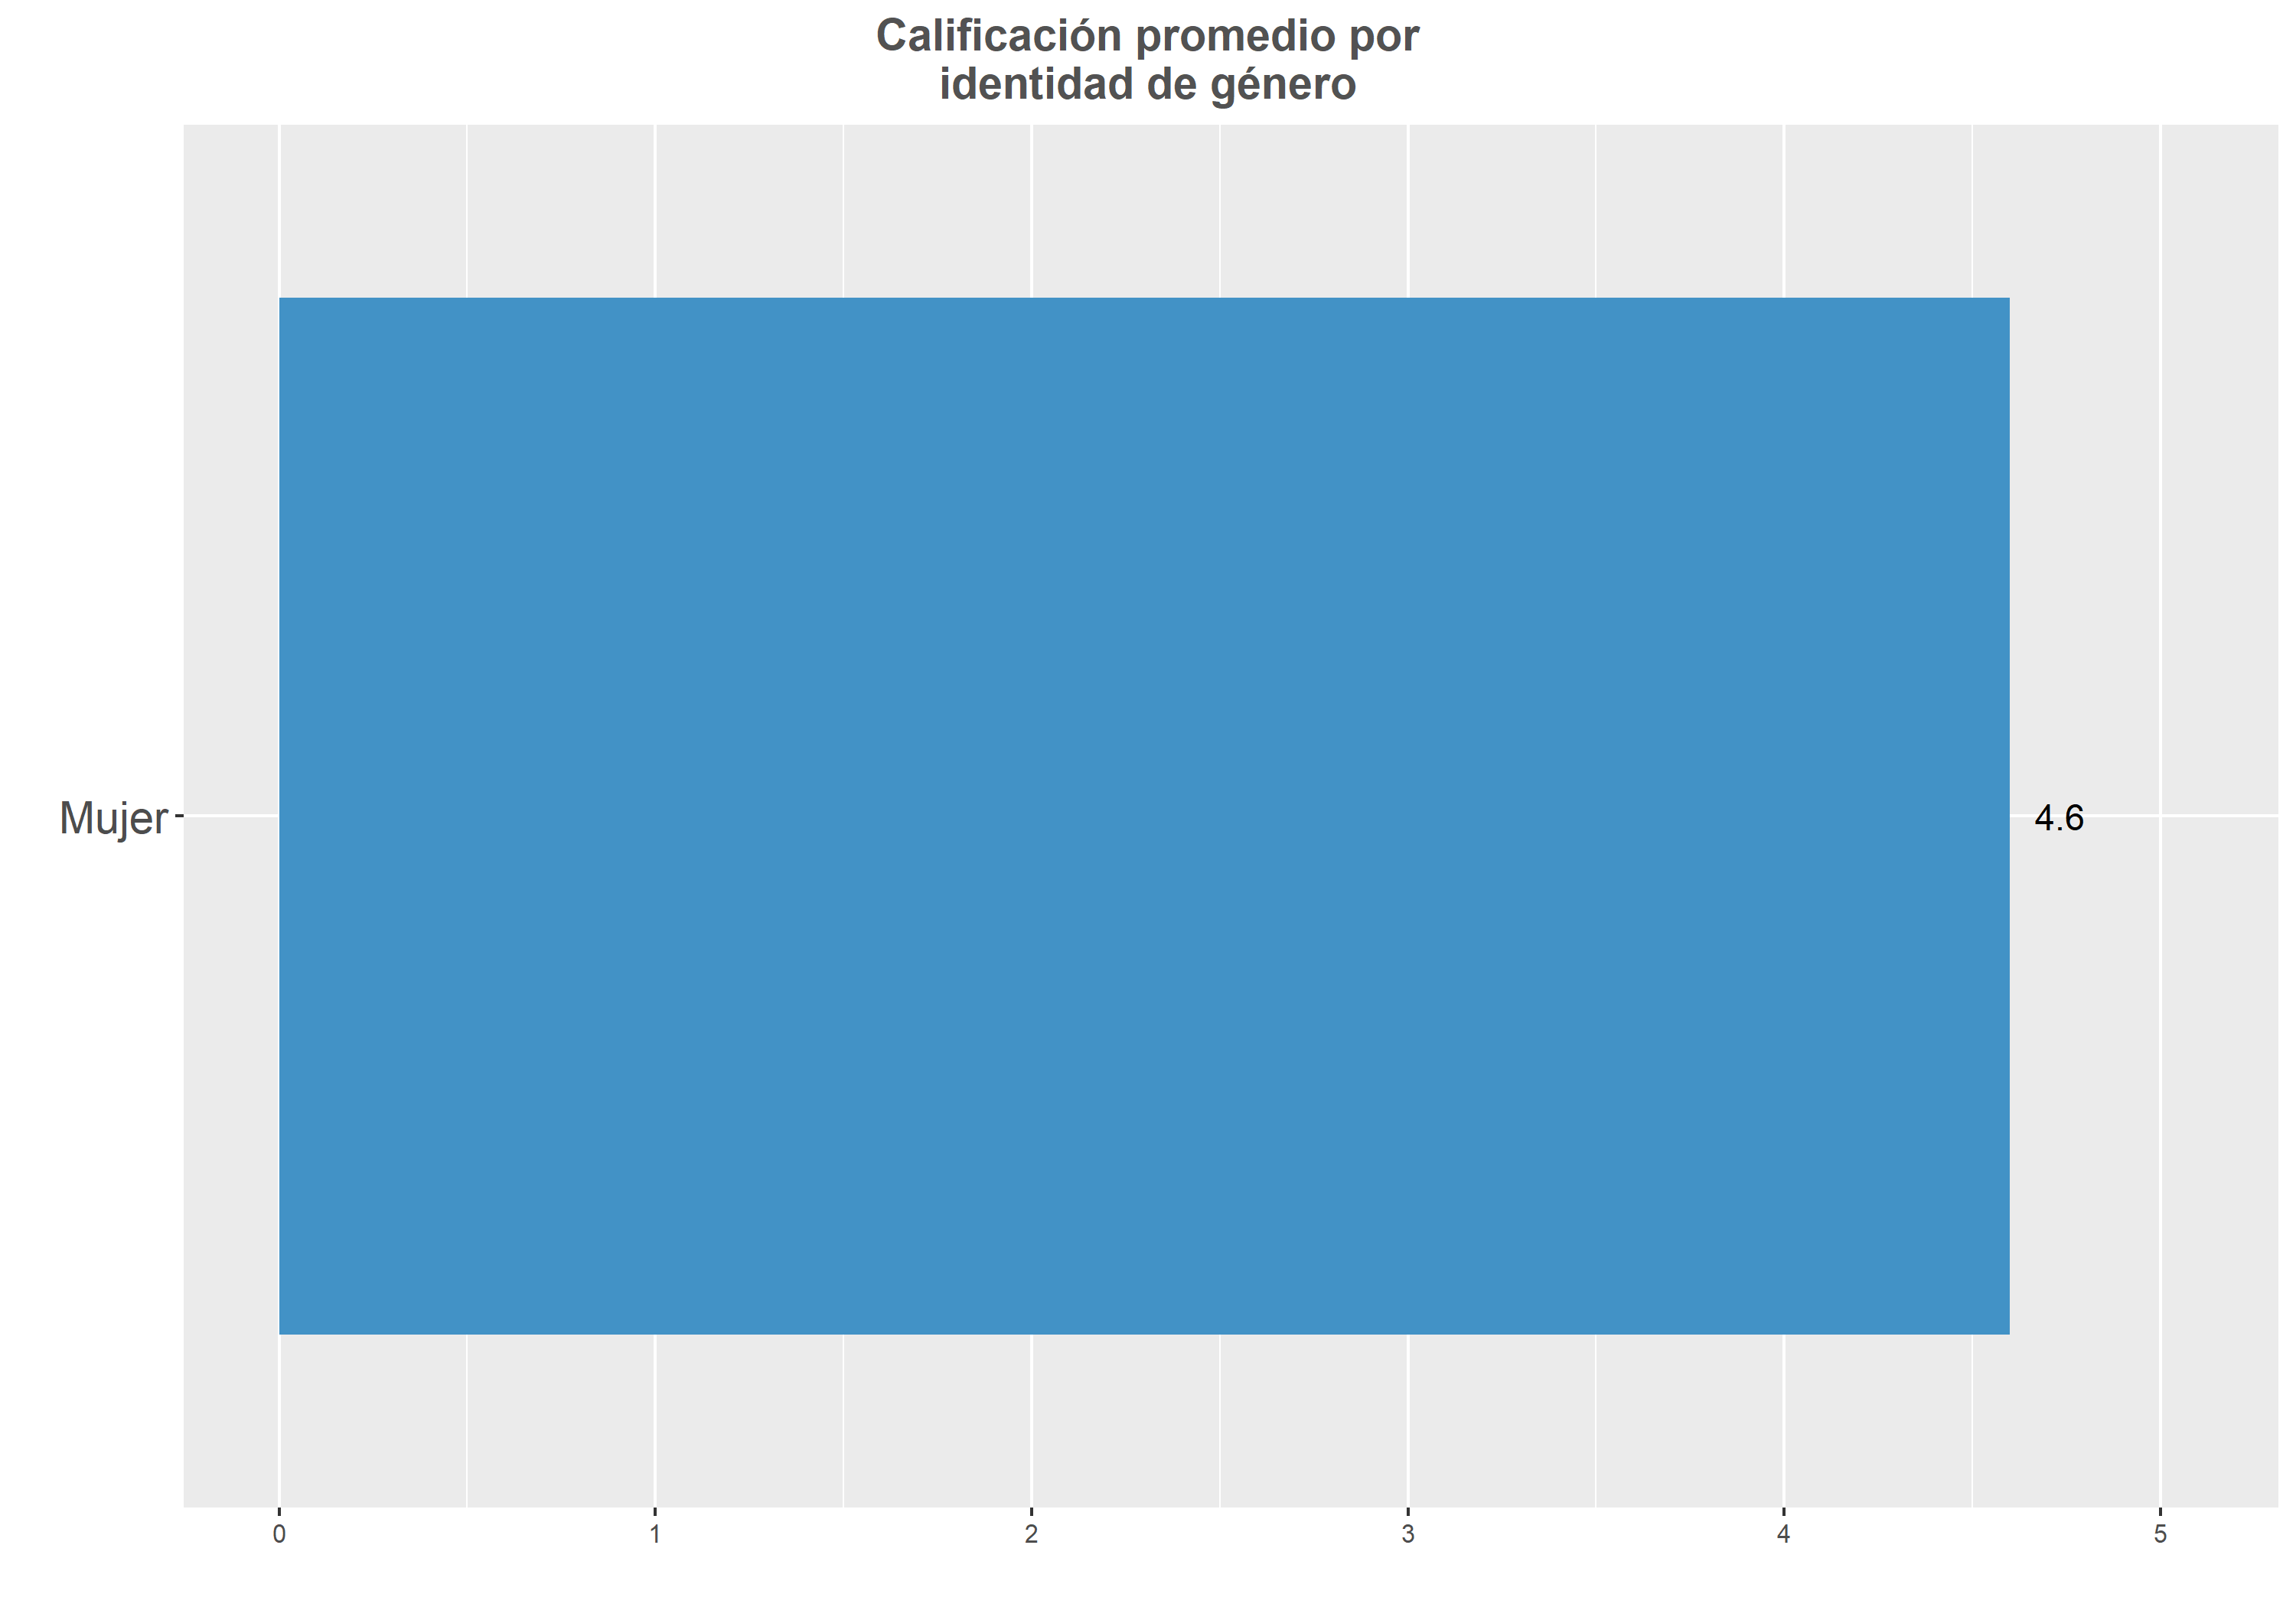 Calificación promedio por
identidad de género
Mujer
4.6
0 1 2 3 4 5